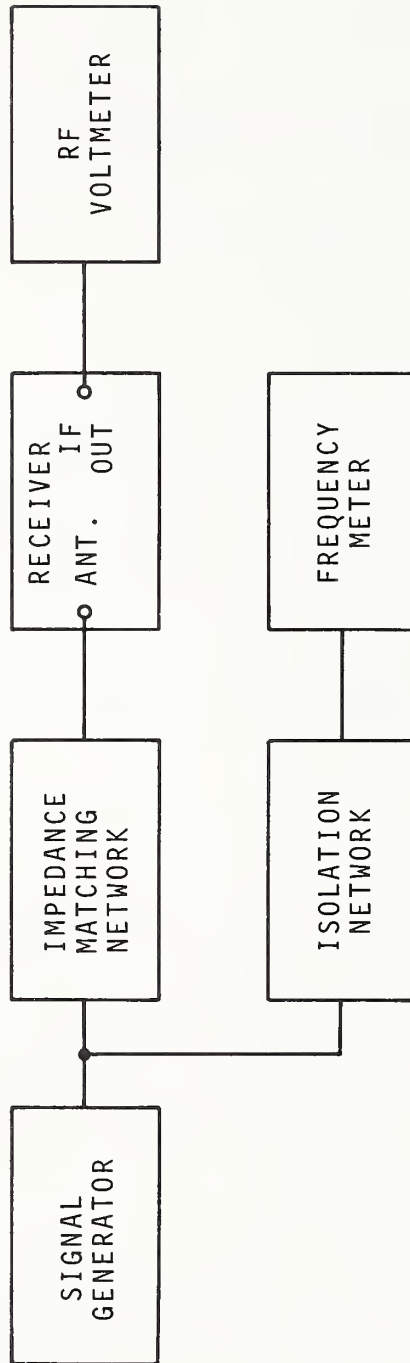 SIGNAL
GENERATOR
IMPEDANCE
MATCHING
NETWORK
RECEIVER
ANT. IF
OUT
RF
VOLTMETER
ISOLATION
NETWORK
FREQUENCY
METER